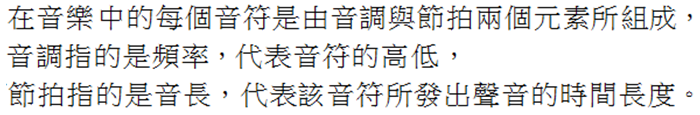 在音樂中的每個音符是由音調與節拍兩個元素所組成，
音調指的是頻率，代表音符的高低，
節拍指的是音長，代表該音符所發出聲音的時間長度。